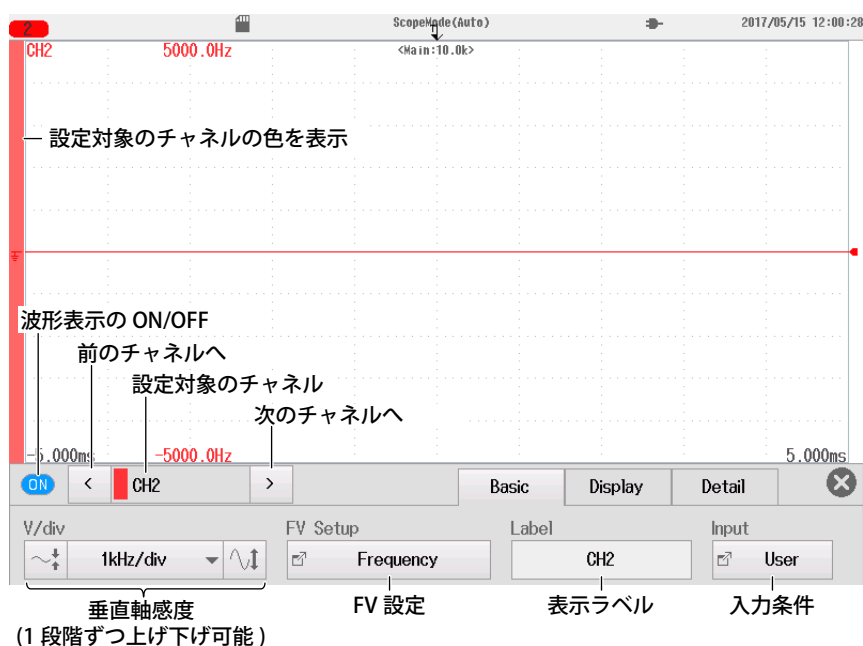 2 ScopeMode(Auto) 2017/05/15 12:00:28
CH2 5000.0Hz <Main:10.0k>
設定対象のチャネルの色を表示
波形表示の ON/OFF
前のチャネルへ
設定対象のチャネル
次のチャネルへ
-5.000ms -5000.0Hz 5.000ms
ON < CH2 > Basic Display Detail
V/div FV Setup Label Input
1kHz/div Frequency CH2 User
垂直軸感度 FV 設定 表示ラベル 入力条件
(1 段階ずつ上げ下げ可能 )